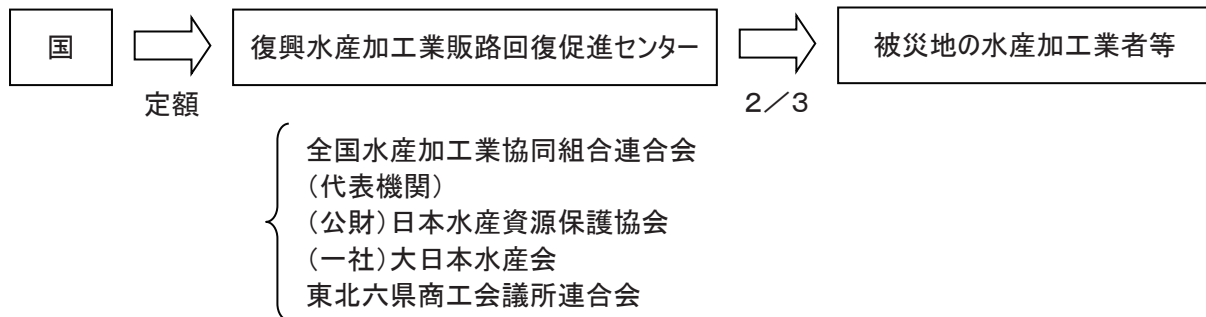 国
復興水産加工業販路回復促進センター
被災地の水産加工業者等
定額
２／３
全国水産加工業協同組合連合会
（代表機関）
（公財）日本水産資源保護協会
（一社）大日本水産会
東北六県商工会議所連合会